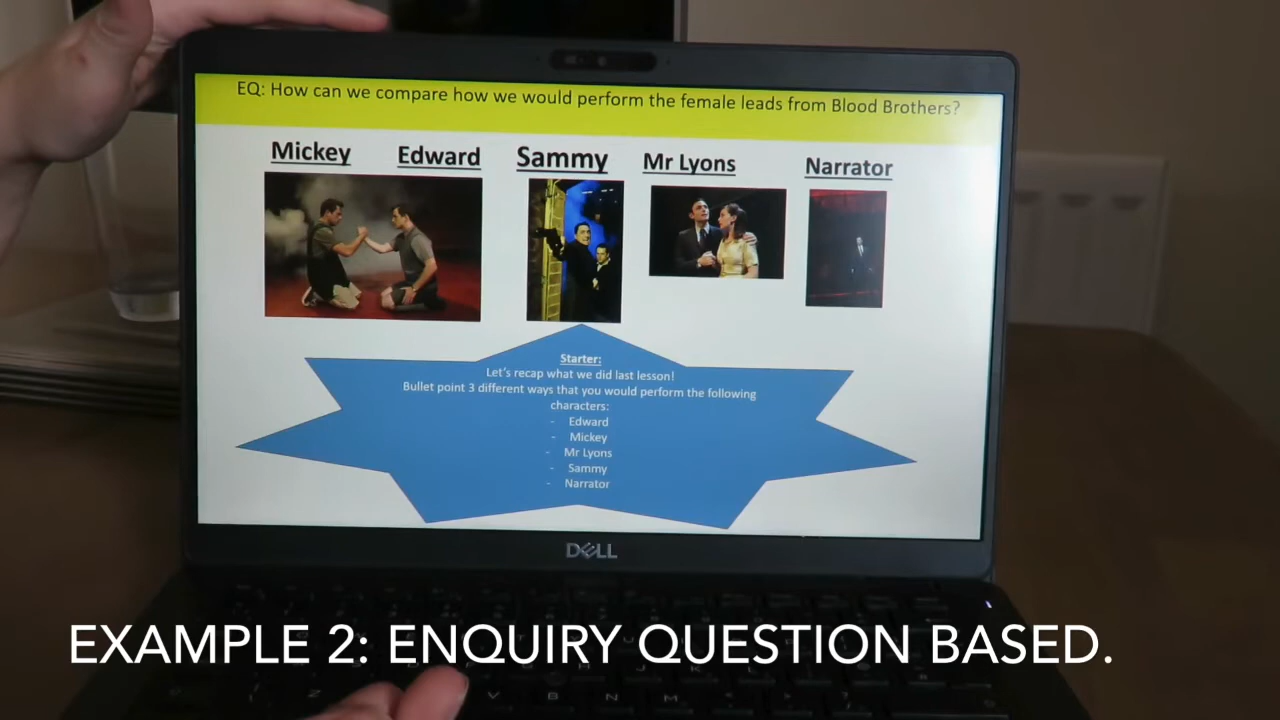 EQ: How can we compare how we would perform the female leads from Blood Brothers?
Mickey Edward Sammy Mr Lyons Narrator
Starter:
Let's recap what we did last lesson!
Bullet point 3 different ways that you would perform the following
characters:
- Edward
- Mickey
- Mr Lyons
- Sammy
- Narrator
DELL
EXAMPLE 2: ENQUIRY QUESTION BASED.